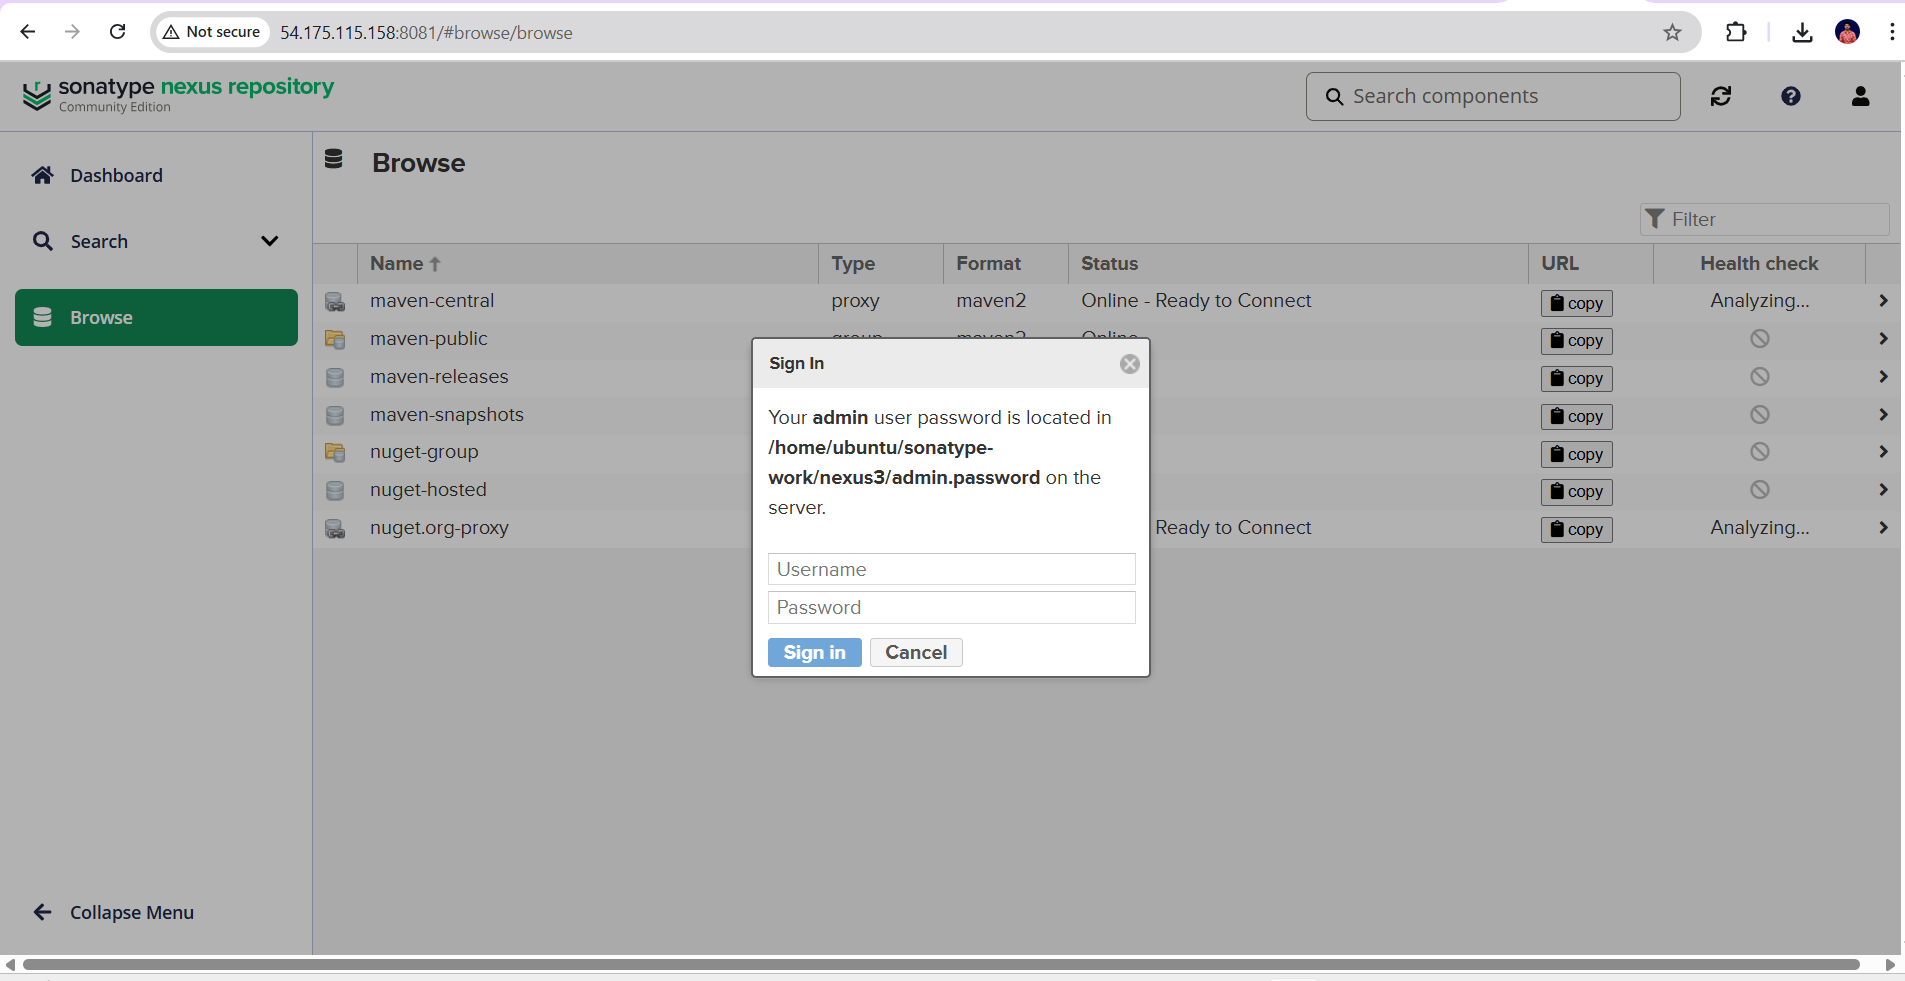 Not secure
54.175.115.158:8081/#browse/browse
sonatype nexus repository
Community Edition
Search components
Dashboard
Search
Browse
Collapse Menu
Browse
Filter
Name Type Format Status URL Health check
maven-central proxy maven2 Online - Ready to Connect copy Analyzing...
maven-public group maven2 Online copy
maven-releases copy
maven-snapshots copy
nuget-group copy
nuget-hosted copy
nuget.org-proxy Ready to Connect copy Analyzing...
Sign In
Your admin user password is located in
/home/ubuntu/sonatype-
work/nexus3/admin.password on the
server.
Username
Password
Sign in Cancel